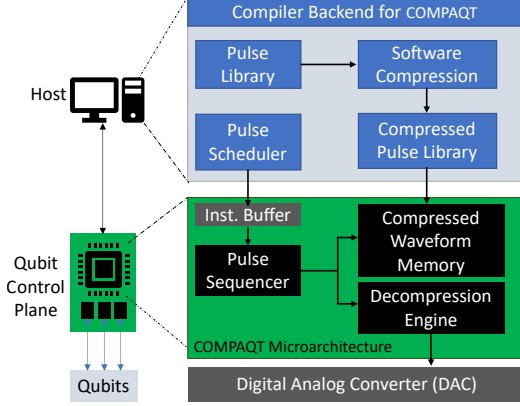 Compiler Backend for COMPAQT
Pulse
Library
Software
Compression
Host
Pulse
Scheduler
Compressed
Pulse Library
Inst. Buffer
Compressed
Waveform
Memory
Pulse
Sequencer
Qubit
Control
Plane
Decompression
Engine
COMPAQT Microarchitecture
Qubits
Digital Analog Converter (DAC)